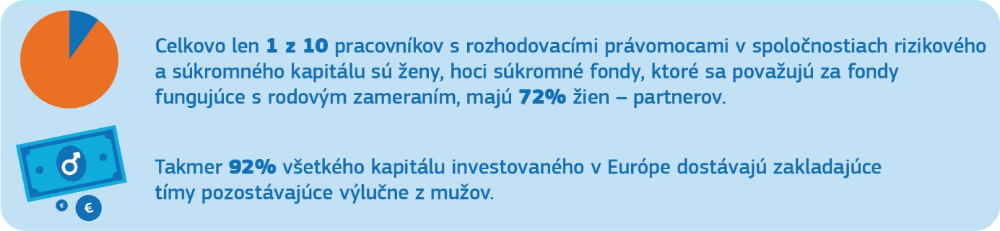 Celkovo len 1 z 10 pracovníkov s rozhodovacími právomocami v spoločnostiach rizikového
a súkromného kapitálu sú ženy, hoci súkromné fondy, ktoré sa považujú za fondy
fungujúce s rodovým zameraním, majú 72% žien – partnerov.
Takmer 92% všetkého kapitálu investovaného v Európe dostávajú zakladajúce
tímy pozostávajúce výlučne z mužov.
€ €